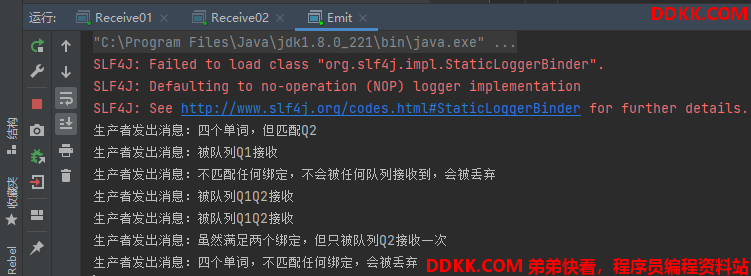 运行: Receive01 × Receive02 × Emit ×
DDKK.COM
"C:\Program Files\Java\jdk1.8.0_221\bin\java.exe" ...
SLF4J: Failed to load class "org.slf4j.impl.StaticLoggerBinder".
SLF4J: Defaulting to no-operation (NOP) logger implementation
SLF4J: See http://www.slf4j.org/codes.html#StaticLoggerBinder for further details.
生产者发出消息：四个单词，但匹配Q2
生产者发出消息：被队列Q1接收
生产者发出消息：不匹配任何绑定，不会被任何队列接收到，会被丢弃
生产者发出消息：被队列Q1Q2接收
生产者发出消息：被队列Q1Q2接收
生产者发出消息：虽然满足两个绑定，但只被队列Q2接收一次
生产者发出消息：四个单词，不匹配任何绑定，会被丢弃
DDKK.COM 弟弟快看，程序员编程资料站
结构
收藏夹
Rebel